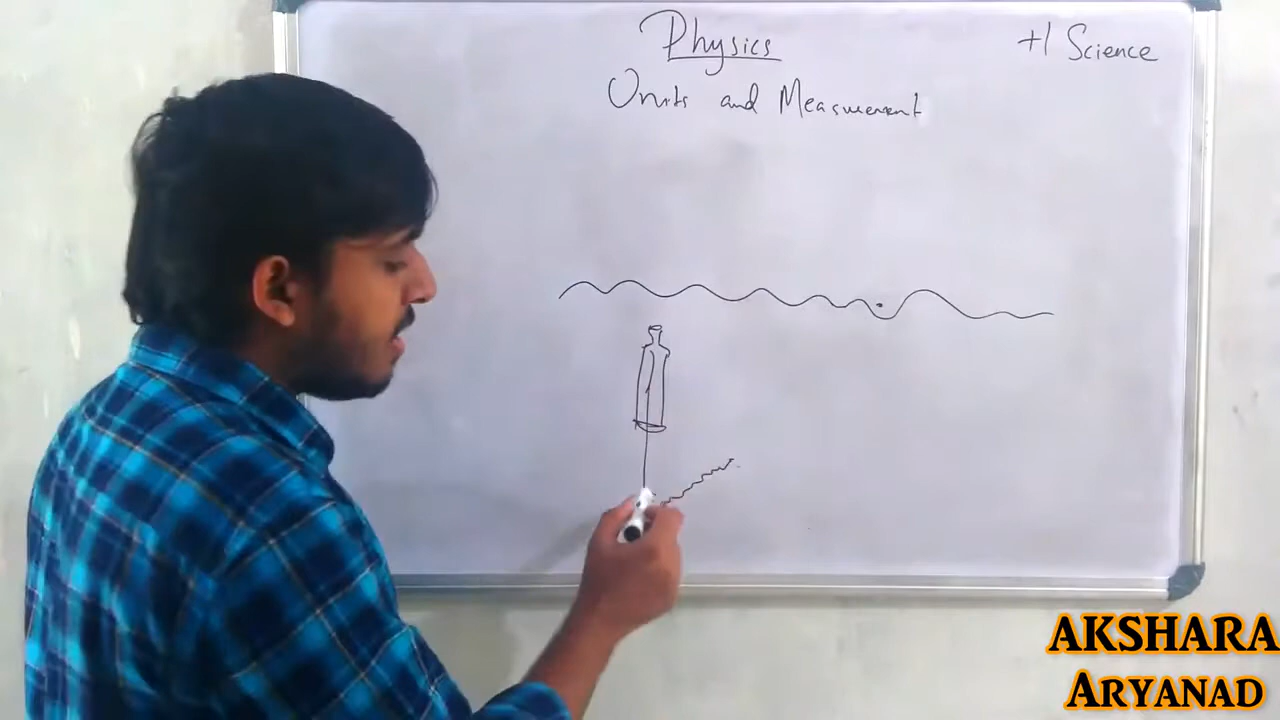 Physics
+1 Science
Units and Measurement
AKSHARA
ARYANAD